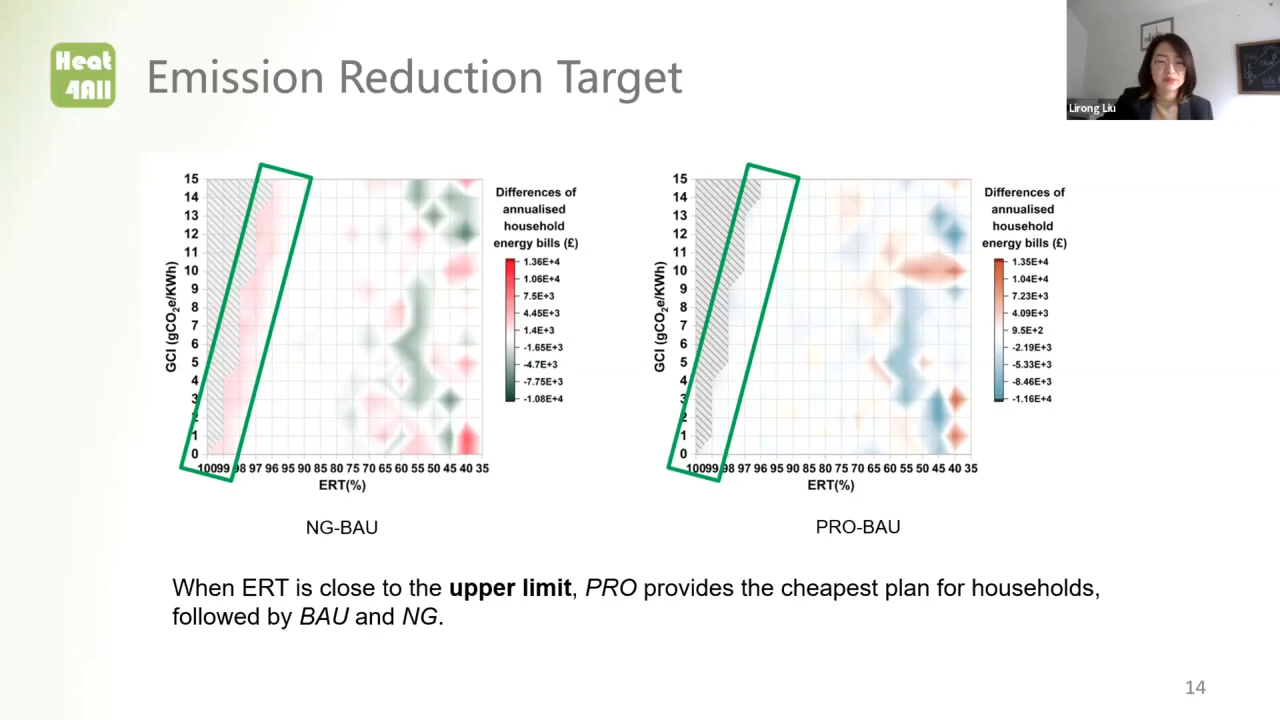 Heat
4All
Emission Reduction Target
Lirong Liu
15
14
13
12
11
10
9
8
7
6
5
4
3
2
1
0
GCI (gCO₂e/KWh)
100 99 98 97 96 95 90 85 80 75 70 65 60 55 50 45 40 35
ERT(%)
Differences of
annualised
household
energy bills (£)
1.36E+4
1.06E+4
7.5E+3
4.45E+3
1.4E+3
-1.65E+3
-4.7E+3
-7.75E+3
-1.08E+4
NG-BAU
15
14
13
12
11
10
9
8
7
6
5
4
3
2
1
0
GCI (gCO₂e/KWh)
100 99 98 97 96 95 90 85 80 75 70 65 60 55 50 45 40 35
ERT(%)
Differences of
annualised
household
energy bills (£)
1.35E+4
1.04E+4
7.23E+3
4.09E+3
9.5E+2
-2.19E+3
-5.33E+3
-8.46E+3
-1.16E+4
PRO-BAU
When ERT is close to the upper limit, PRO provides the cheapest plan for households,
followed by BAU and NG.
14